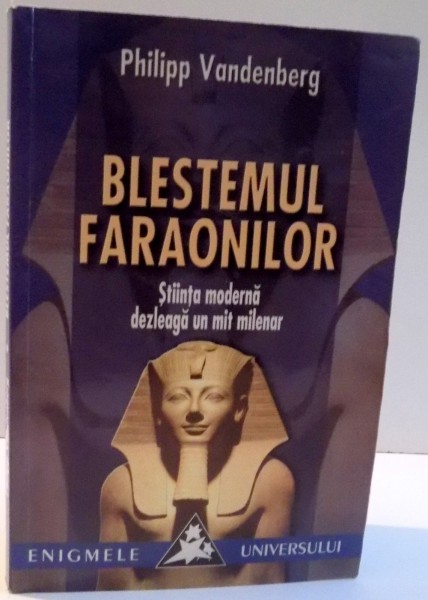 Philipp Vandenberg
BLESTEMUL
FARAONILOR
Știința modernă
dezleagă un mit milenar
ENIGMELE UNIVERSULUI